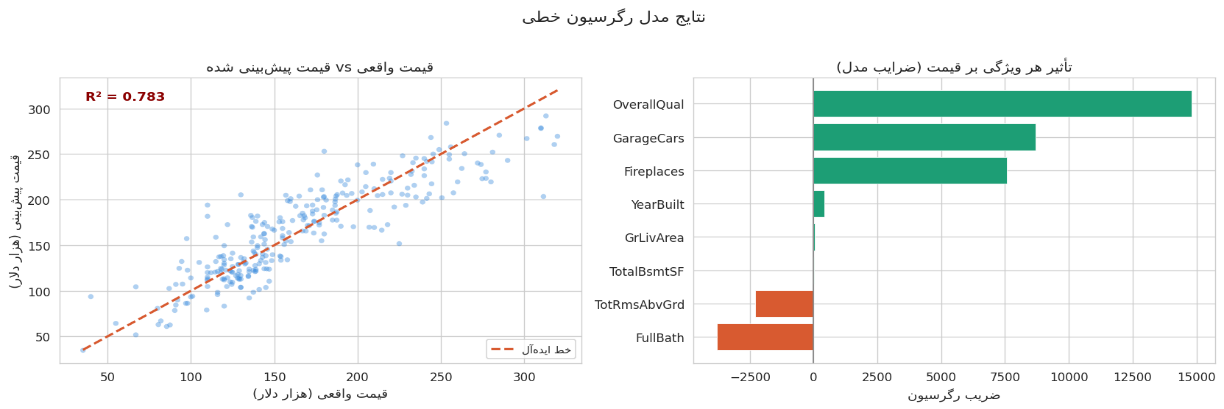 نتایج مدل رگرسیون خطی
قیمت واقعی vs قیمت پیش‌بینی شده
R² = 0.783
قیمت پیش‌بینی (هزار دلار)
300
250
200
150
100
50
50 100 150 200 250 300
خط ایده‌آل
قیمت واقعی (هزار دلار)
تأثیر هر ویژگی بر قیمت (ضرایب مدل)
OverallQual
GarageCars
Fireplaces
YearBuilt
GrLivArea
TotalBsmtSF
TotRmsAbvGrd
FullBath
−2500 0 2500 5000 7500 10000 12500 15000
ضریب رگرسیون